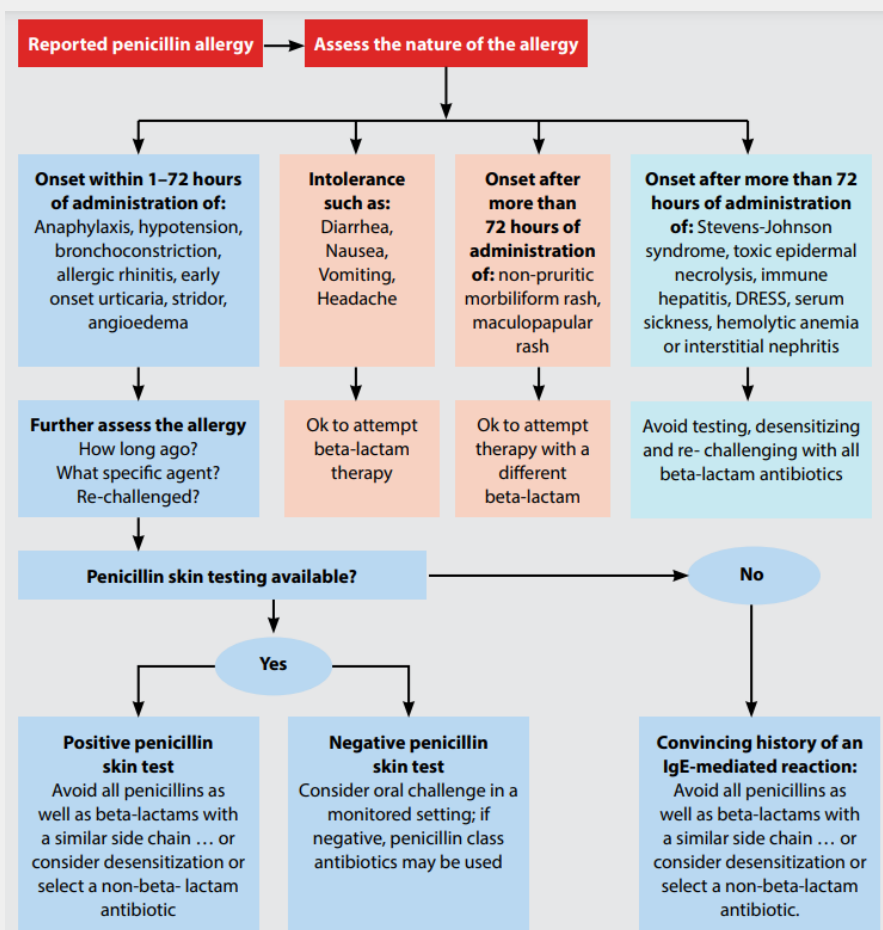 Reported penicillin allergy
Assess the nature of the allergy
Onset within 1–72 hours
of administration of:
Anaphylaxis, hypotension,
bronchoconstriction,
allergic rhinitis, early
onset urticaria, stridor,
angioedema
Intolerance
such as:
Diarrhea,
Nausea,
Vomiting,
Headache
Onset after
more than
72 hours of
administration
of: non-pruritic
morbiliform rash,
maculopapular
rash
Onset after more than 72
hours of administration
of: Stevens-Johnson
syndrome, toxic epidermal
necrolysis, immune
hepatitis, DRESS, serum
sickness, hemolytic anemia
or interstitial nephritis
Further assess the allergy
How long ago?
What specific agent?
Re-challenged?
Ok to attempt
beta-lactam
therapy
Ok to attempt
therapy with a
different
beta-lactam
Avoid testing, desensitizing
and re- challenging with all
beta-lactam antibiotics
Penicillin skin testing available?
No
Yes
Positive penicillin
skin test
Avoid all penicillins as
well as beta-lactams with
a similar side chain … or
consider desensitization or
select a non-beta- lactam
antibiotic
Negative penicillin
skin test
Consider oral challenge in a
monitored setting; if
negative, penicillin class
antibiotics may be used
Convincing history of an
IgE-mediated reaction:
Avoid all penicillins as
well as beta-lactams with
a similar side chain … or
consider desensitization or
select a non-beta-lactam
antibiotic.